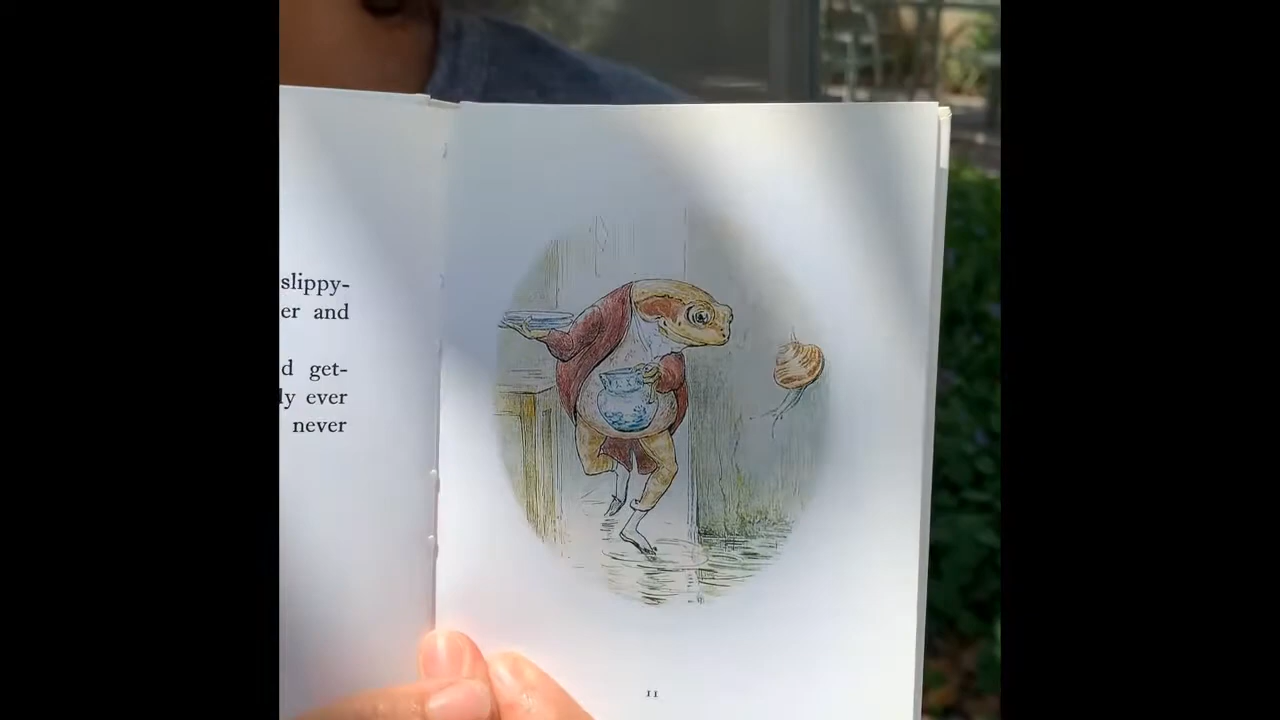 slippy-
er and
d get-
ly ever
never
11